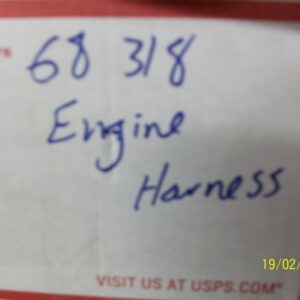 68 318
Engine
Harness
19/02/
VISIT US AT USPS.COM®